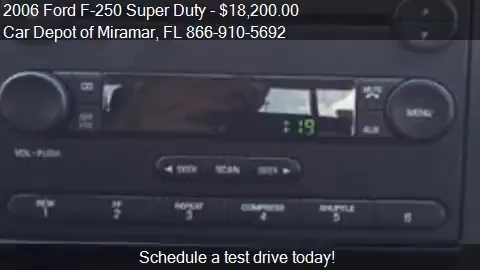 2006 Ford F-250 Super Duty - $18,200.00
Car Depot of Miramar, FL 866-910-5692
MUTE
MENU
AUX
:19
VOL-PUSH
◄ SEEK SCAN SEEK ►
REW FF REPEAT COMPRESS SHUFFLE
1 2 3 4 5 6
Schedule a test drive today!